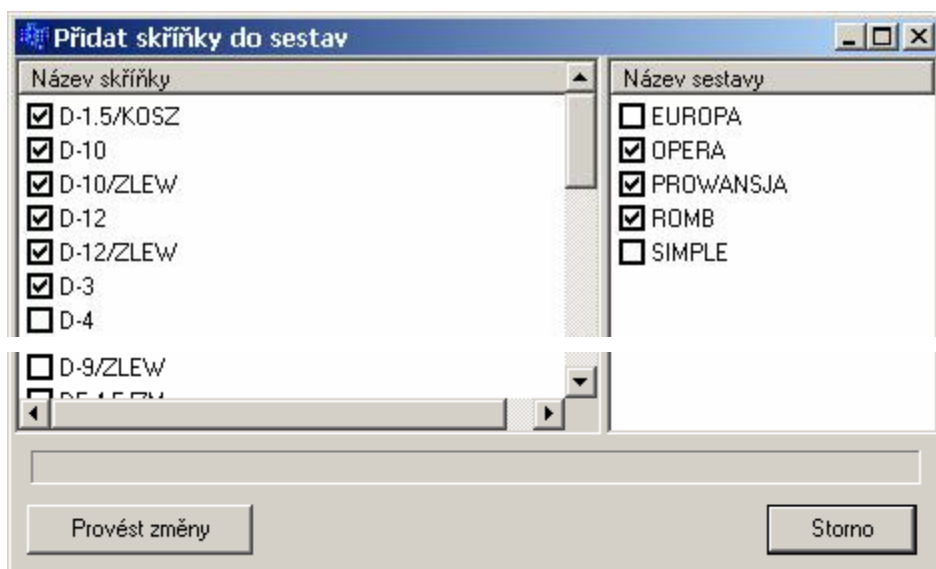 Přidat skříňky do sestav
Název skříňky
D-1.5/KOSZ
D-10
D-10/ZLEW
D-12
D-12/ZLEW
D-3
D-4
D-9/ZLEW
Název sestavy
EUROPA
OPERA
PROWANSJA
ROMB
SIMPLE
Provést změny
Storno